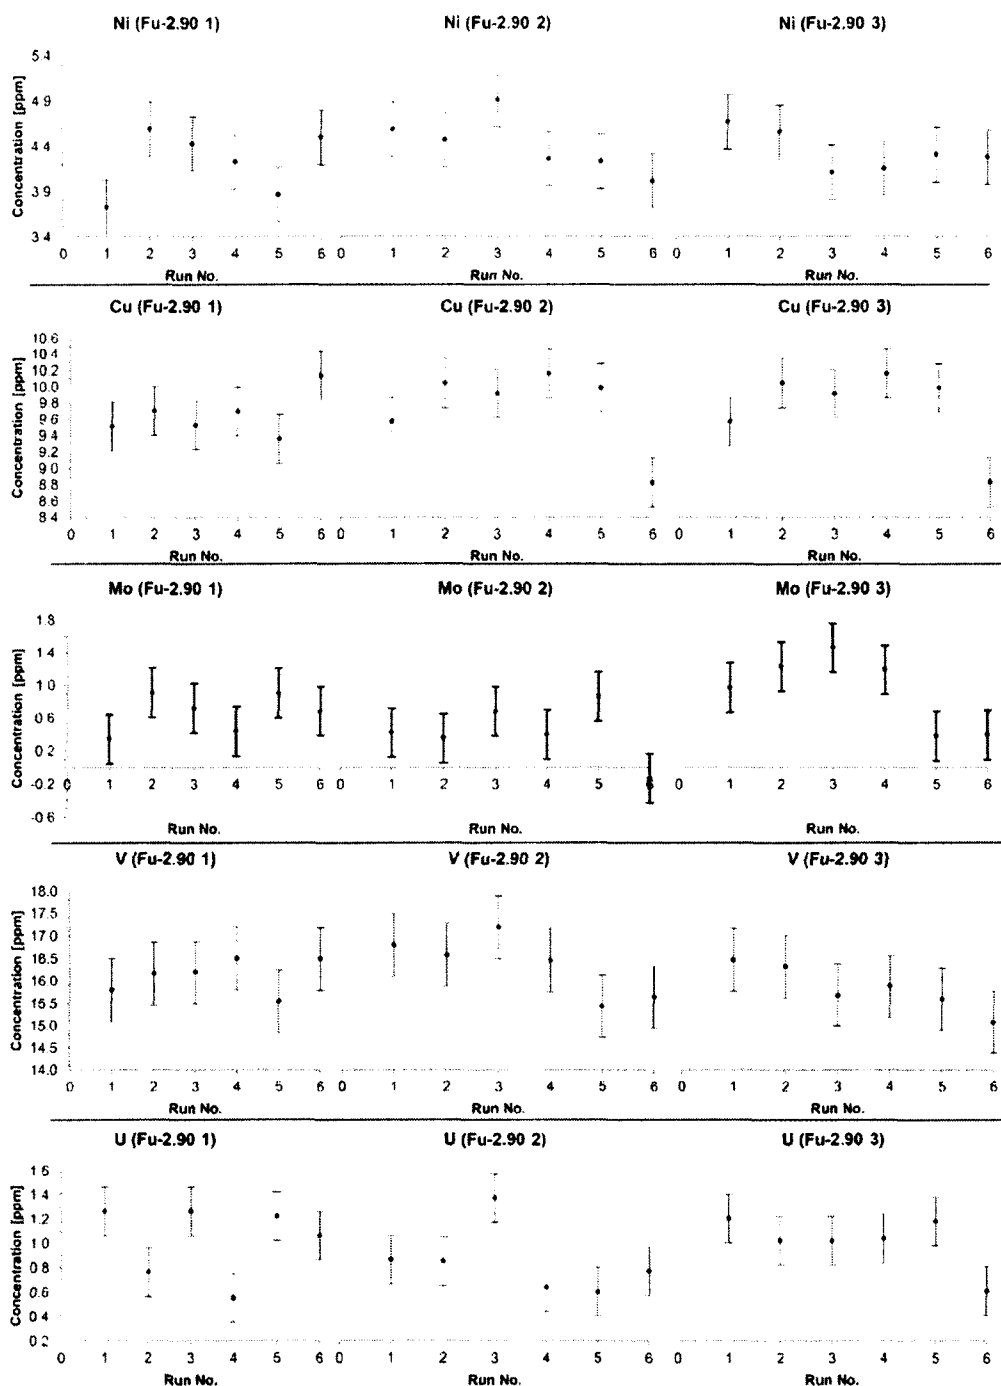 Ni (Fu-2.90 1) Ni (Fu-2.90 2) Ni (Fu-2.90 3)
Concentration [ppm]
5.4
4.9
4.4
3.9
3.4
0 1 2 3 4 5 6 0 1 2 3 4 5 6 0 1 2 3 4 5 6
Run No. Run No. Run No.
Cu (Fu-2.90 1) Cu (Fu-2.90 2) Cu (Fu-2.90 3)
Concentration [ppm]
10.6
10.4
10.2
10.0
9.8
9.6
9.4
9.2
9.0
8.8
8.6
8.4
0 1 2 3 4 5 6 0 1 2 3 4 5 6 0 1 2 3 4 5 6
Run No. Run No. Run No.
Mo (Fu-2.90 1) Mo (Fu-2.90 2) Mo (Fu-2.90 3)
Concentration [ppm]
1.8
1.4
1.0
0.6
0.2
-0.2
-0.6
0 1 2 3 4 5 6 0 1 2 3 4 5 6 0 1 2 3 4 5 6
Run No. Run No. Run No.
V (Fu-2.90 1) V (Fu-2.90 2) V (Fu-2.90 3)
Concentration [ppm]
18.0
17.5
17.0
16.5
16.0
15.5
15.0
14.5
14.0
0 1 2 3 4 5 6 0 1 2 3 4 5 6 0 1 2 3 4 5 6
Run No. Run No. Run No.
U (Fu-2.90 1) U (Fu-2.90 2) U (Fu-2.90 3)
Concentration [ppm]
1.6
1.4
1.2
1.0
0.8
0.6
0.4
0.2
0 1 2 3 4 5 6 0 1 2 3 4 5 6 0 1 2 3 4 5 6
Run No. Run No. Run No.